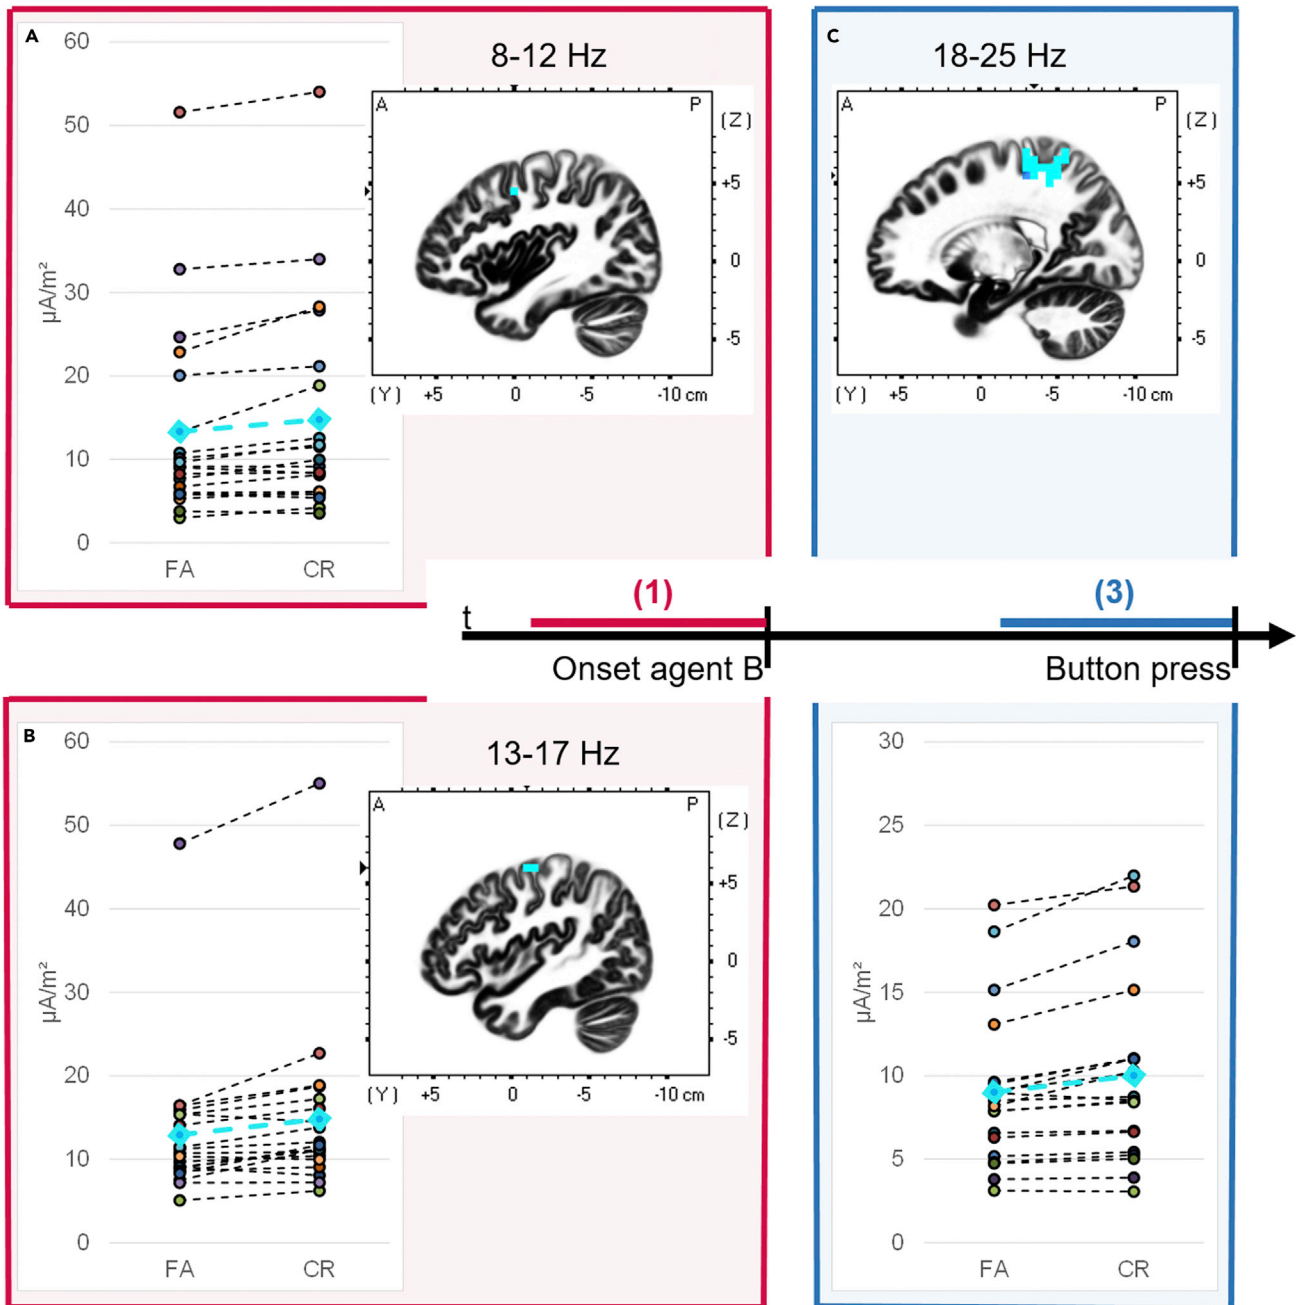 A
8-12 Hz
60
50
40
30
20
10
0
µA/m²
FA CR
A P
(Z)
+5
0
-5
(Y) +5 0 -5 -10 cm
C
18-25 Hz
A P
(Z)
+5
0
-5
(Y) +5 0 -5 -10 cm
t
(1)
(3)
Onset agent B
Button press
B
13-17 Hz
60
50
40
30
20
10
0
µA/m²
FA CR
A P
(Z)
+5
0
-5
(Y) +5 0 -5 -10 cm
30
25
20
15
10
5
0
µA/m²
FA CR